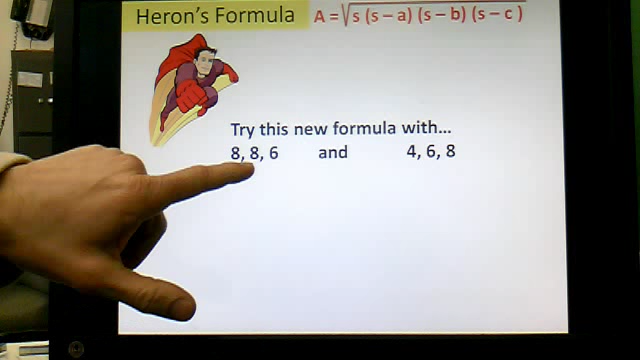 Heron's Formula A = √s (s – a) (s – b) (s – c )
Try this new formula with...
8, 8, 6 and 4, 6, 8